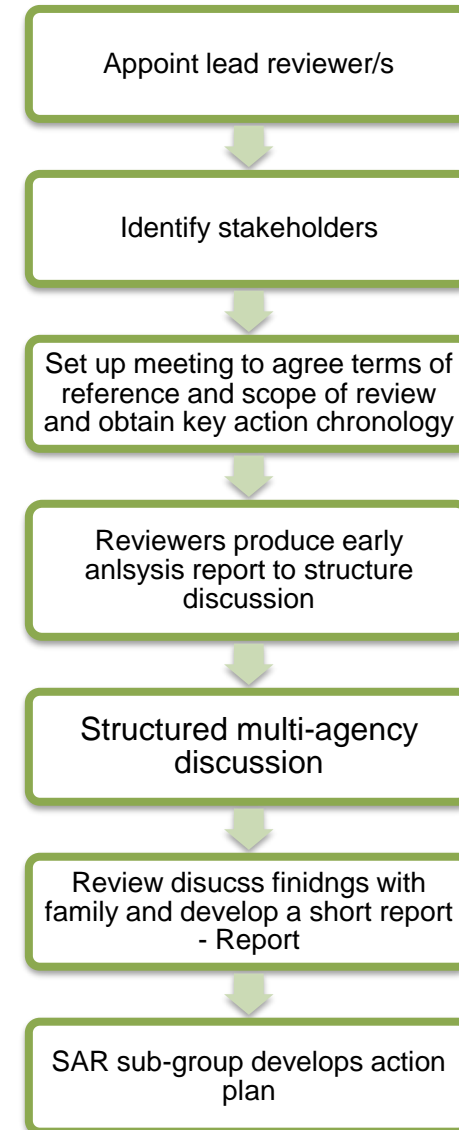 Appoint lead reviewer/s
Identify stakeholders
Set up meeting to agree terms of
reference and scope of review
and obtain key action chronology
Reviewers produce early
anlsysis report to structure
discussion
Structured multi-agency
discussion
Review disucss finidngs with
family and develop a short report
- Report
SAR sub-group develops action
plan